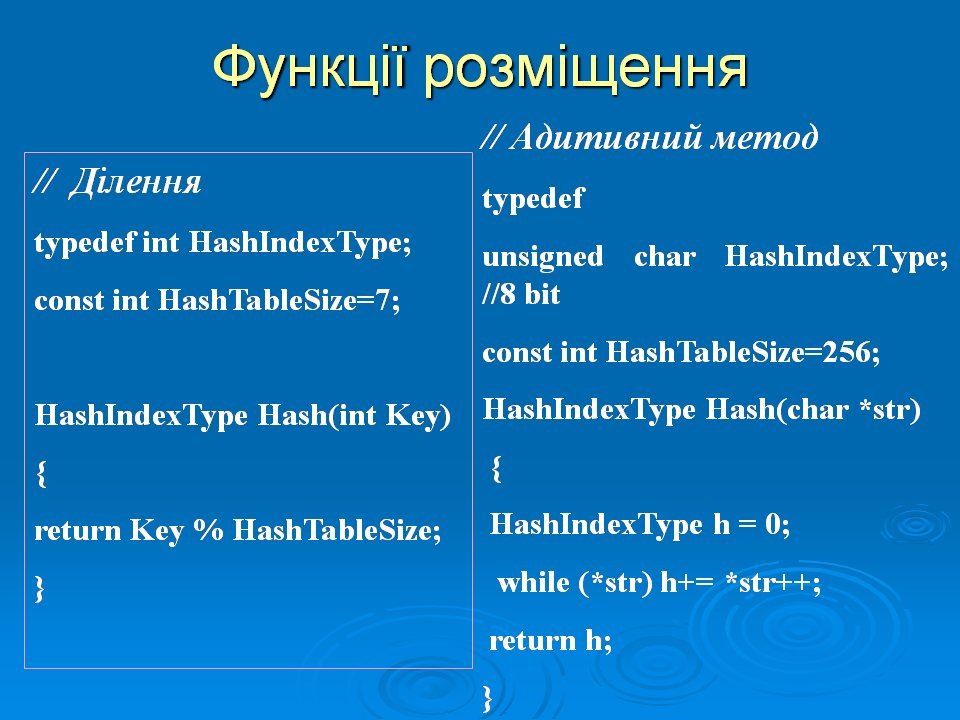 Функції розміщення
// Ділення
typedef int HashIndexType;
const int HashTableSize=7;
HashIndexType Hash(int Key)
{
return Key % HashTableSize;
}
// Адитивний метод
typedef
unsigned char HashIndexType;
//8 bit
const int HashTableSize=256;
HashIndexType Hash(char *str)
{
HashIndexType h = 0;
while (*str) h+= *str++;
return h;
}